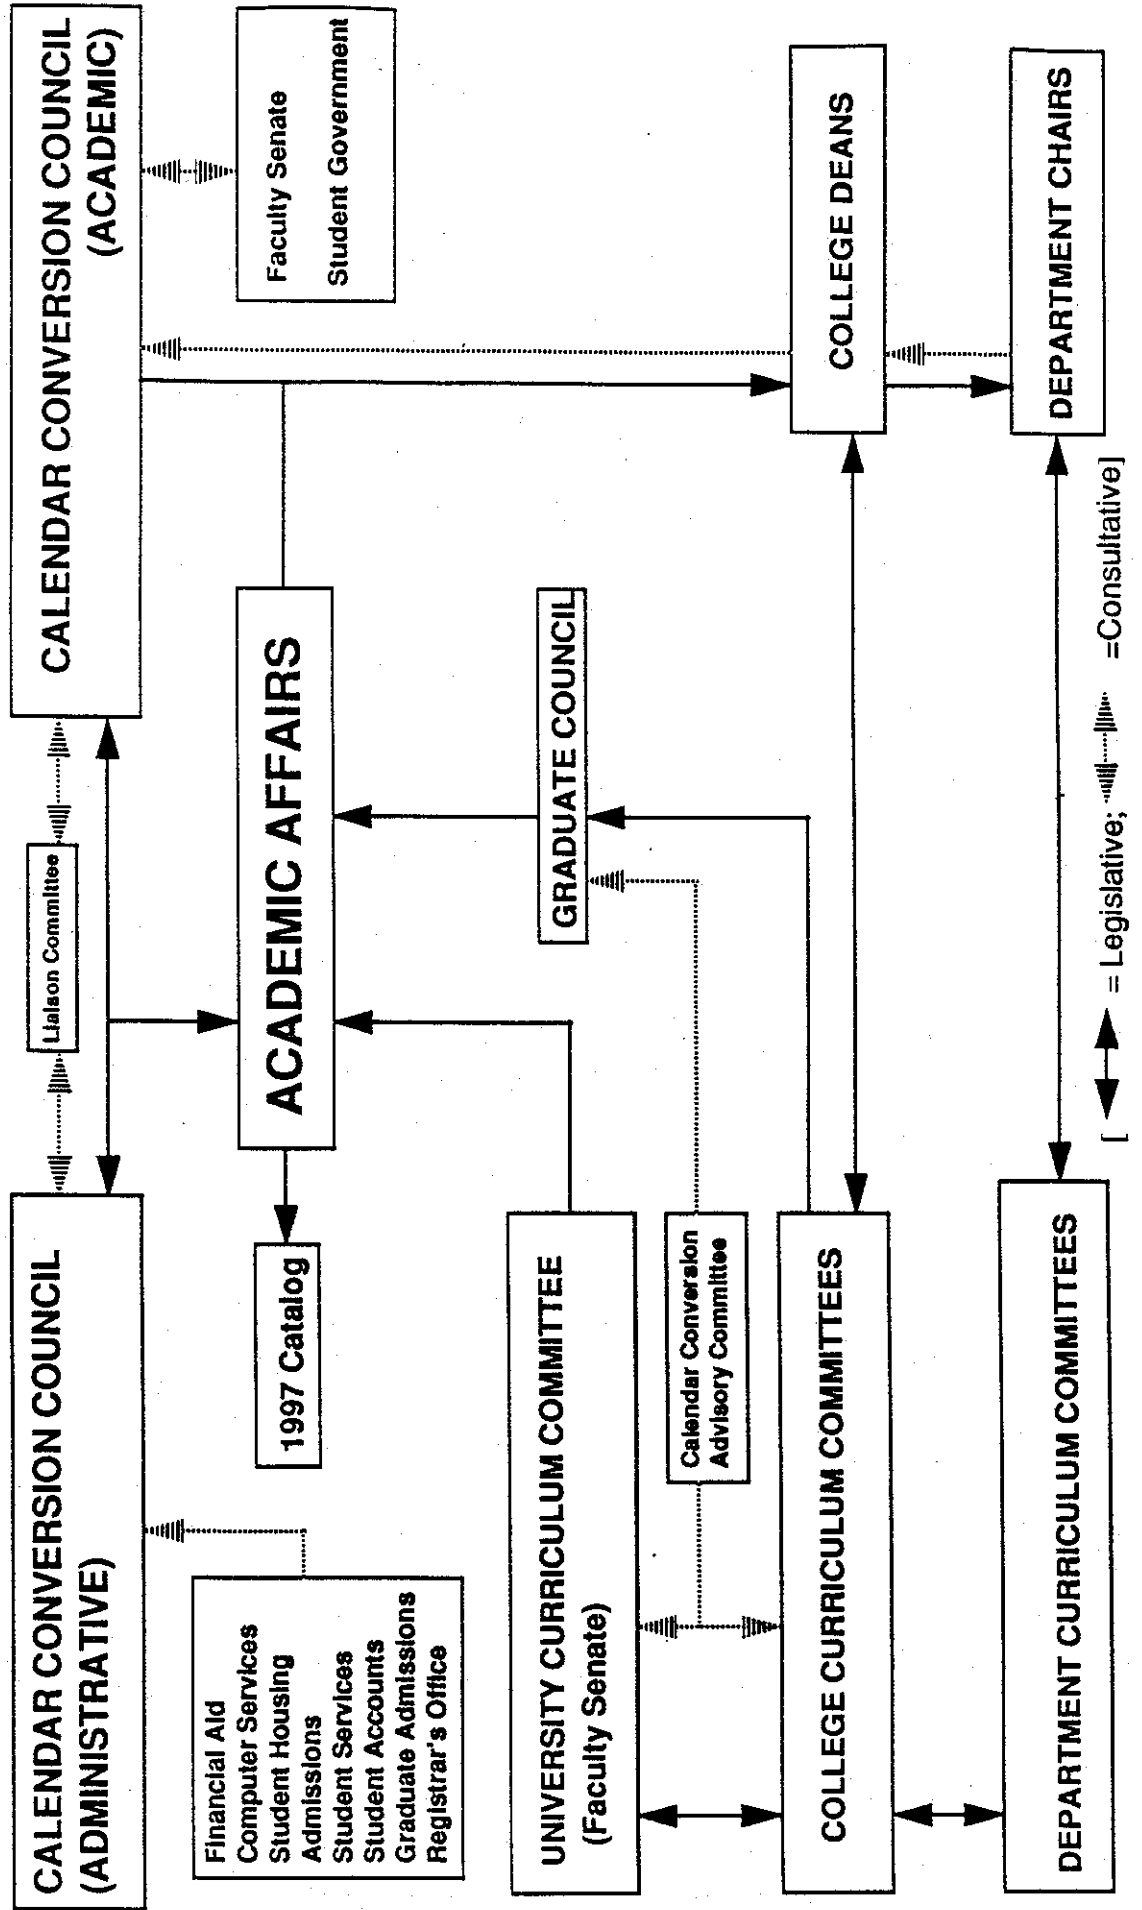 CALENDAR CONVERSION COUNCIL
(ADMINISTRATIVE)
Liaison Committee
CALENDAR CONVERSION COUNCIL
(ACADEMIC)
Financial Aid
Computer Services
Student Housing
Admissions
Student Services
Student Accounts
Graduate Admissions
Registrar's Office
1997 Catalog
ACADEMIC AFFAIRS
Faculty Senate
Student Government
UNIVERSITY CURRICULUM COMMITTEE
(Faculty Senate)
GRADUATE COUNCIL
Calendar Conversion
Advisory Committee
COLLEGE CURRICULUM COMMITTEES
COLLEGE DEANS
DEPARTMENT CURRICULUM COMMITTEES
DEPARTMENT CHAIRS
[ = Legislative; =Consultative]